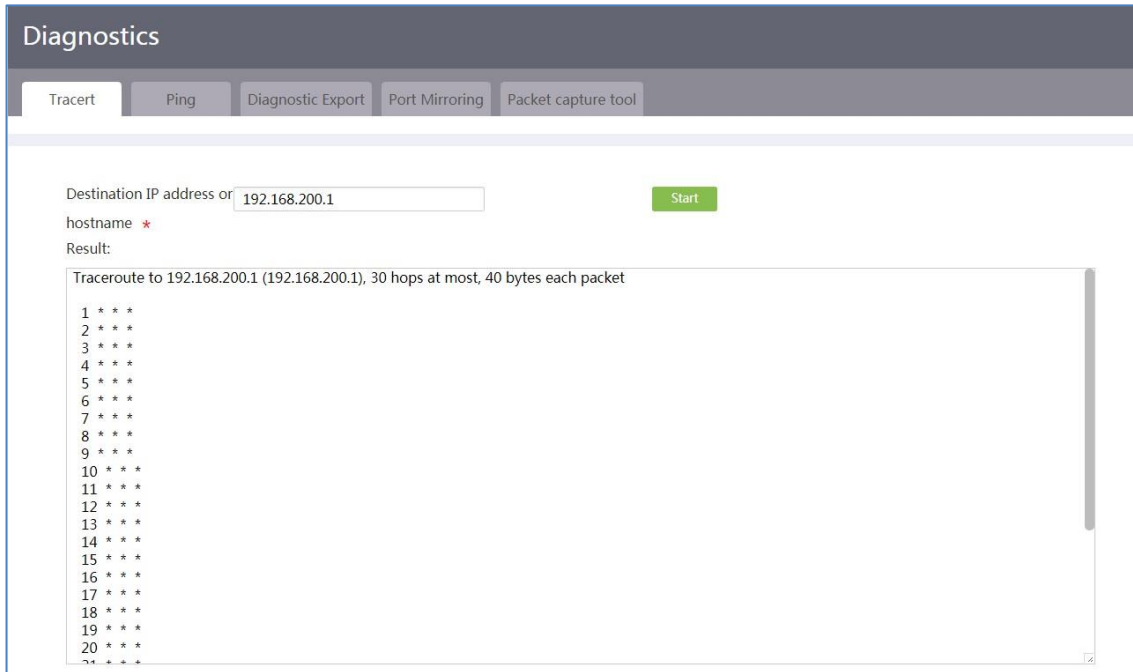 Diagnostics
Tracert Ping Diagnostic Export Port Mirroring Packet capture tool
Destination IP address or 192.168.200.1 Start
hostname *
Result:
Traceroute to 192.168.200.1 (192.168.200.1), 30 hops at most, 40 bytes each packet
1 * * *
2 * * *
3 * * *
4 * * *
5 * * *
6 * * *
7 * * *
8 * * *
9 * * *
10 * * *
11 * * *
12 * * *
13 * * *
14 * * *
15 * * *
16 * * *
17 * * *
18 * * *
19 * * *
20 * * *
21 * * *